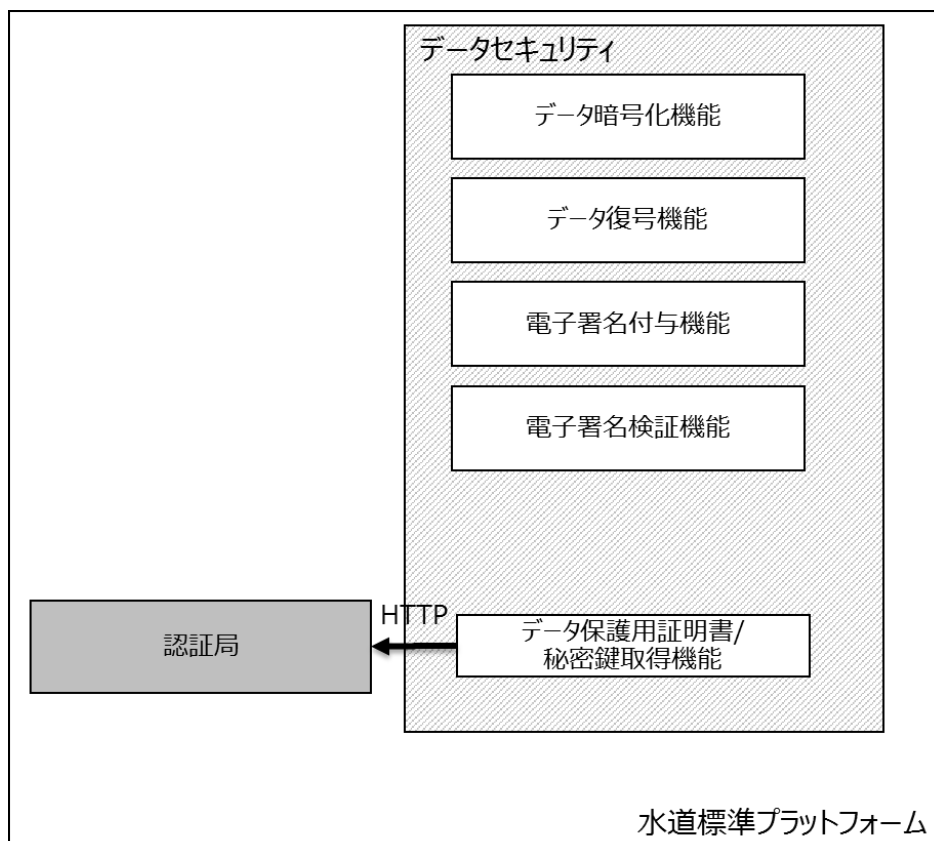 データセキュリティ
データ暗号化機能
データ復号機能
電子署名付与機能
電子署名検証機能
HTTP
認証局
データ保護用証明書/
秘密鍵取得機能
水道標準プラットフォーム